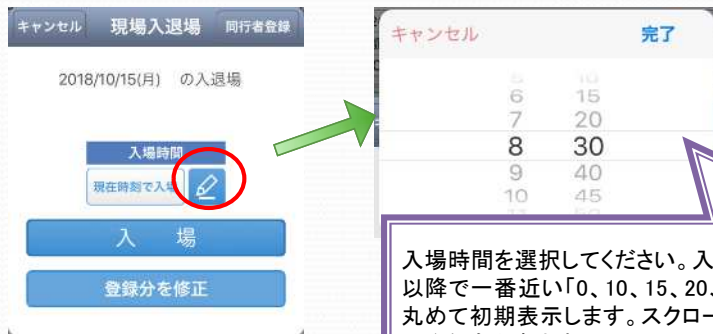 キャンセル 現場入退場 同行者登録
2018/10/15(月) の入退場
入場時間
現在時刻で入場
入 場
登録分を修正
キャンセル 完了
6 15
7 20
8 30
9 40
10 45
入場時間を選択してください。入
以降で一番近い「0、10、15、20、
丸めて初期表示します。スクロー